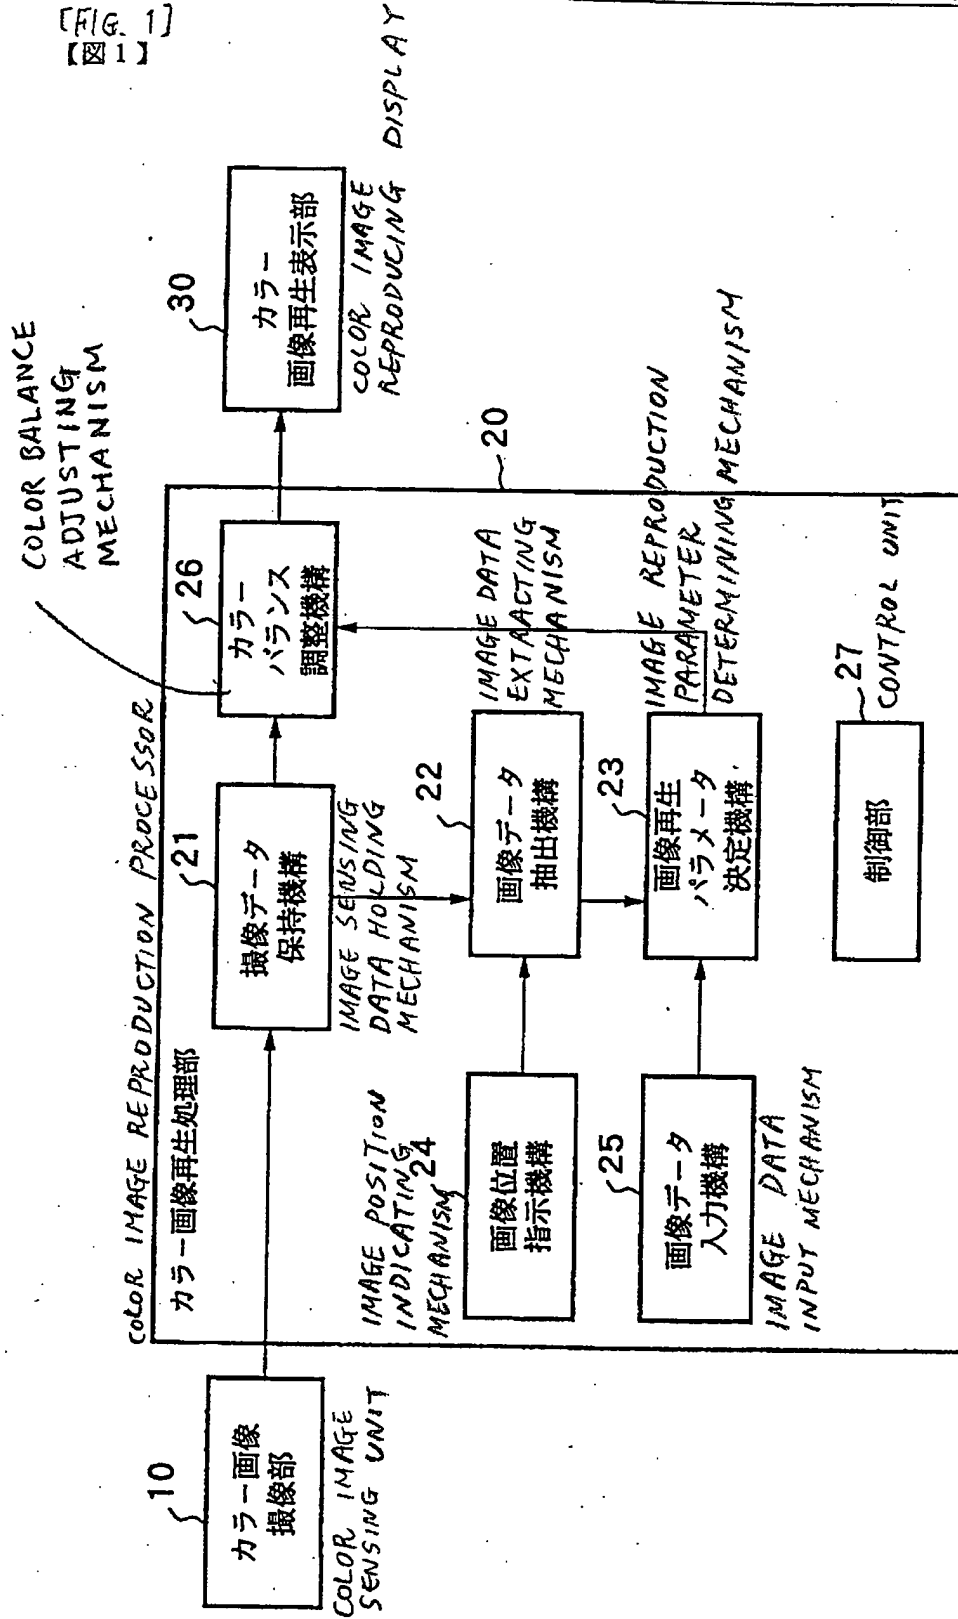 [FIG. 1]
【図1】
COLOR BALANCE
ADJUSTING
MECHANISM
COLOR IMAGE REPRODUCTION PROCESSOR
カラー画像再生処理部
20
10
カラー画像
撮像部
COLOR IMAGE
SENSING UNIT
21
撮像データ
保持機構
IMAGE SENSING
DATA HOLDING
MECHANISM
26
カラー
バランス
調整機構
30
カラー
画像再生表示部
COLOR IMAGE
REPRODUCING DISPLAY
IMAGE POSITION
INDICATING
MECHANISM
24
画像位置
指示機構
22
画像データ
抽出機構
IMAGE DATA
EXTRACTING
MECHANISM
25
画像データ
入力機構
IMAGE DATA
INPUT MECHANISM
23
画像再生
パラメータ
決定機構
IMAGE REPRODUCTION
PARAMETER
DETERMINING MECHANISM
27
制御部
CONTROL UNIT